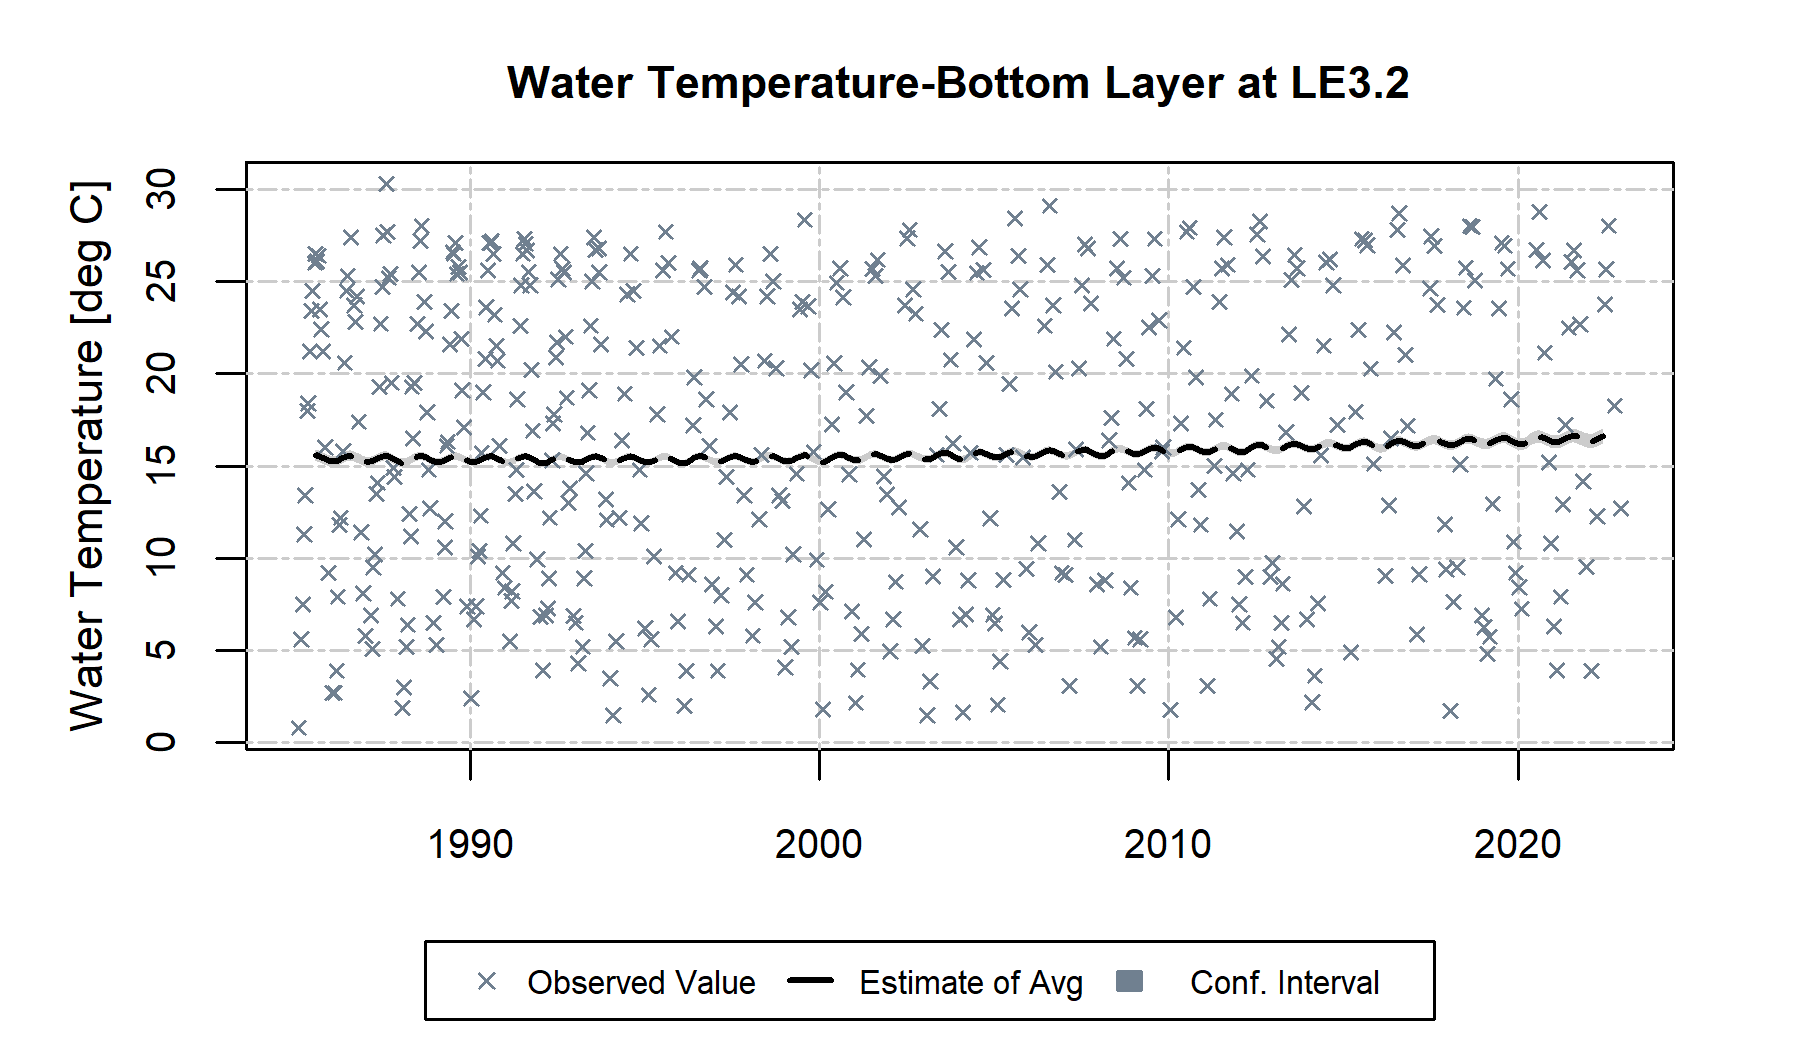 Water Temperature-Bottom Layer at LE3.2
Water Temperature [deg C]
30
25
20
15
10
5
0
1990 2000 2010 2020
Observed Value Estimate of Avg Conf. Interval